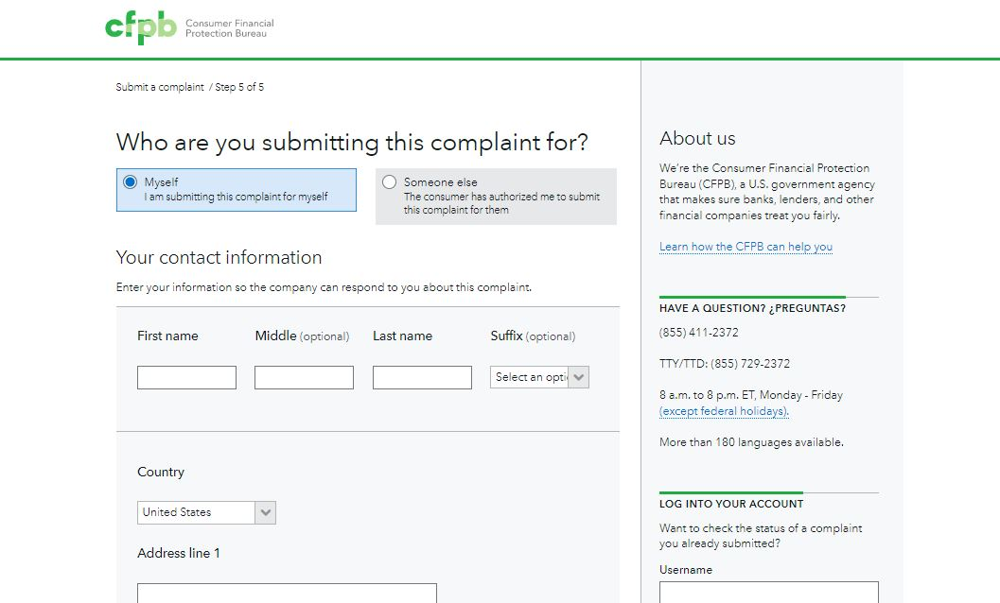 cfpb Consumer Financial
Protection Bureau
Submit a complaint / Step 5 of 5
Who are you submitting this complaint for?
Myself
I am submitting this complaint for myself
Someone else
The consumer has authorized me to submit
this complaint for them
Your contact information
Enter your information so the company can respond to you about this complaint.
First name
Middle (optional)
Last name
Suffix (optional)
Select an opti
Country
United States
Address line 1
About us
We're the Consumer Financial Protection
Bureau (CFPB), a U.S. government agency
that makes sure banks, lenders, and other
financial companies treat you fairly.
Learn how the CFPB can help you
HAVE A QUESTION? ¿PREGUNTAS?
(855) 411-2372
TTY/TTD: (855) 729-2372
8 a.m. to 8 p.m. ET, Monday - Friday
(except federal holidays).
More than 180 languages available.
LOG INTO YOUR ACCOUNT
Want to check the status of a complaint
you already submitted?
Username